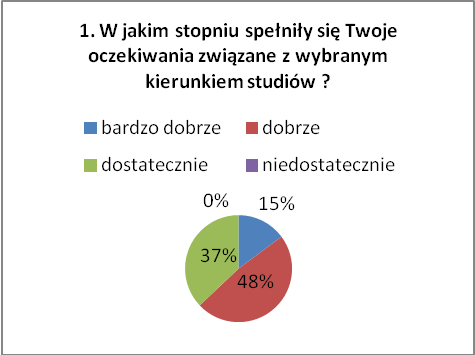 1. W jakim stopniu spełniły się Twoje
oczekiwania związane z wybranym
kierunkiem studiów ?
bardzo dobrze dobrze
dostatecznie niedostatecznie
0% 15%
37%
48%